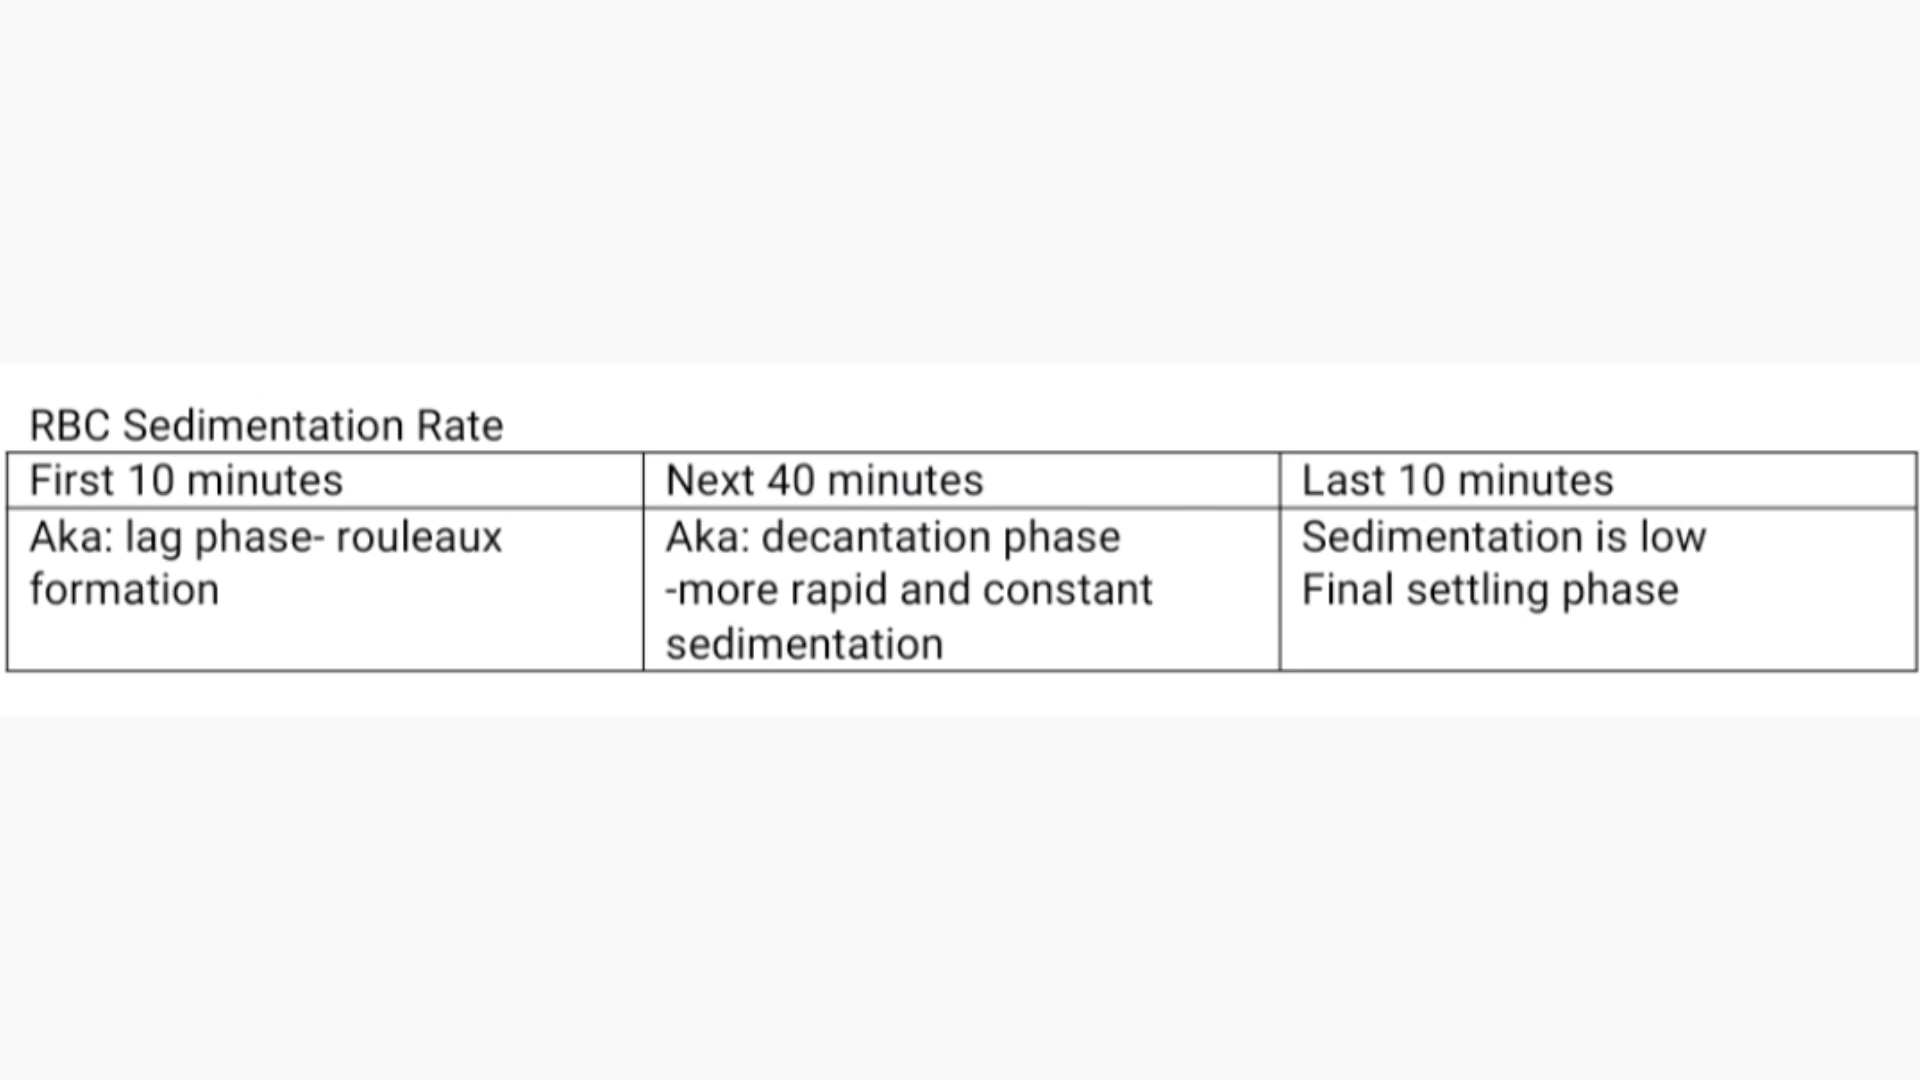 RBC Sedimentation Rate
First 10 minutes
Next 40 minutes
Last 10 minutes
Aka: lag phase- rouleaux
formation
Aka: decantation phase
-more rapid and constant
sedimentation
Sedimentation is low
Final settling phase